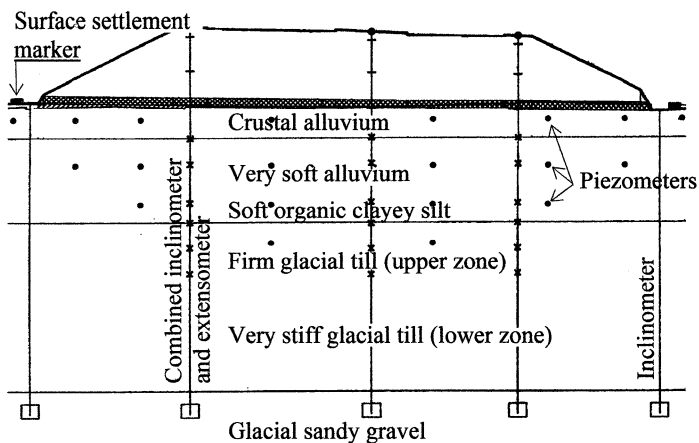 Surface settlement
marker
Crustal alluvium
Very soft alluvium
Piezometers
Soft organic clayey silt
Combined inclinometer
and extensometer
Firm glacial till (upper zone)
Inclinometer
Very stiff glacial till (lower zone)
Glacial sandy gravel